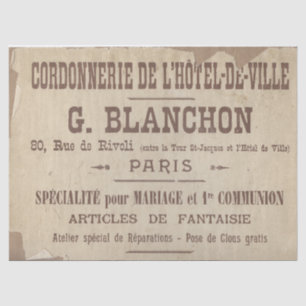 CORDONNERIE DE L'HÔTEL-DE-VILLE
G. BLANCHON
80, Rue de Rivoli (entre la Tour St-Jacques et l'Hôtel de Ville)
PARIS
SPÉCIALITÉ pour MARIAGE et 1re COMMUNION
ARTICLES DE FANTAISIE
Atelier spécial de Réparations - Pose de Clous gratis